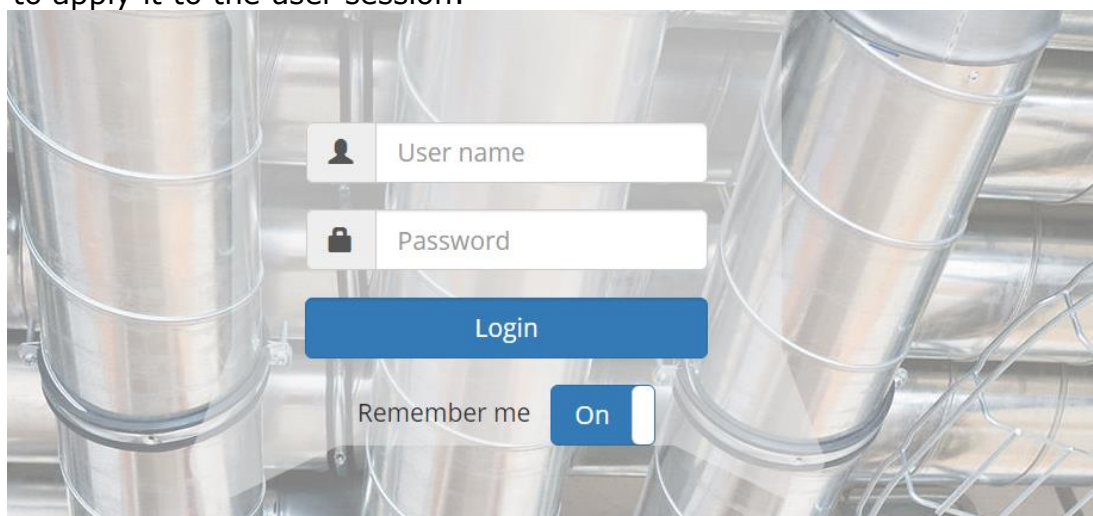 to apply it to the user session.
User name
Password
Login
Remember me On